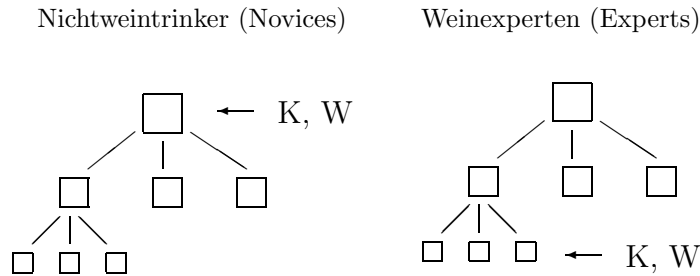 Nichtweintrinker (Novices)
Weinexperten (Experts)
K, W
K, W